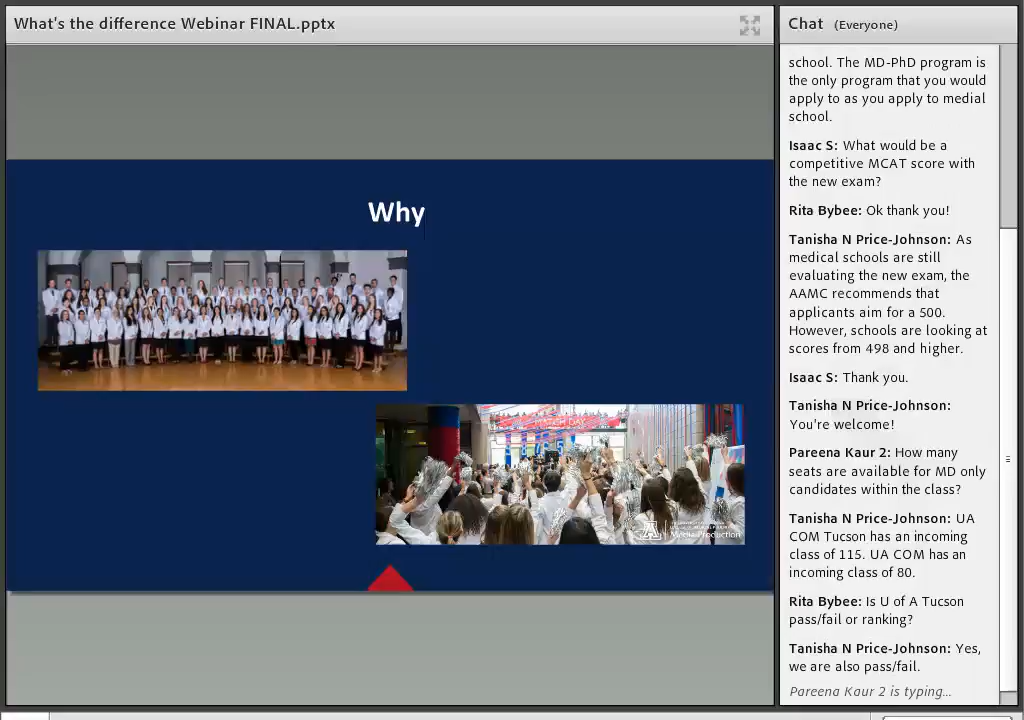 What's the difference Webinar FINAL.pptx
Why
MATCH DAY
A
Media Production
Chat (Everyone)
school. The MD-PhD program is
the only program that you would
apply to as you apply to medial
school.
Isaac S: What would be a
competitive MCAT score with
the new exam?
Rita Bybee: Ok thank you!
Tanisha N Price-Johnson: As
medical schools are still
evaluating the new exam, the
AAMC recommends that
applicants aim for a 500.
However, schools are looking at
scores from 498 and higher.
Isaac S: Thank you.
Tanisha N Price-Johnson:
You're welcome!
Pareena Kaur 2: How many
seats are available for MD only
candidates within the class?
Tanisha N Price-Johnson: UA
COM Tucson has an incoming
class of 115. UA COM has an
incoming class of 80.
Rita Bybee: Is U of A Tucson
pass/fail or ranking?
Tanisha N Price-Johnson: Yes,
we are also pass/fail.
Pareena Kaur 2 is typing...